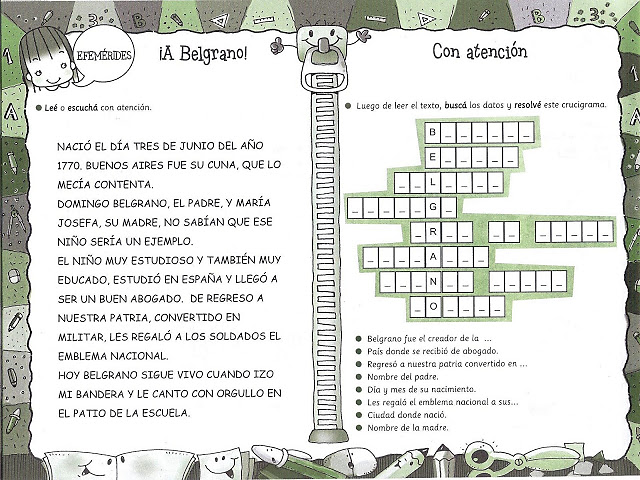 EFEMÉRIDES
¡A Belgrano!
Leé o escuchá con atención.
NACIÓ EL DÍA TRES DE JUNIO DEL AÑO
1770. BUENOS AIRES FUE SU CUNA, QUE LO
MECÍA CONTENTA.
DOMINGO BELGRANO, EL PADRE, Y MARÍA
JOSEFA, SU MADRE, NO SABÍAN QUE ESE
NIÑO SERÍA UN EJEMPLO.
EL NIÑO MUY ESTUDIOSO Y TAMBIÉN MUY
EDUCADO, ESTUDIÓ EN ESPAÑA Y LLEGÓ A
SER UN BUEN ABOGADO. DE REGRESO A
NUESTRA PATRIA, CONVERTIDO EN
MILITAR, LES REGALÓ A LOS SOLDADOS EL
EMBLEMA NACIONAL.
HOY BELGRANO SIGUE VIVO CUANDO IZO
MI BANDERA Y LE CANTO CON ORGULLO EN
EL PATIO DE LA ESCUELA.
Con atención
Luego de leer el texto, buscá los datos y resolvé este crucigrama.
B
E
L
G
R
A
N
O
Belgrano fue el creador de la ...
País donde se recibió de abogado.
Regresó a nuestra patria convertido en ...
Nombre del padre.
Día y mes de su nacimiento.
Les regaló el emblema nacional a sus...
Ciudad donde nació.
Nombre de la madre.